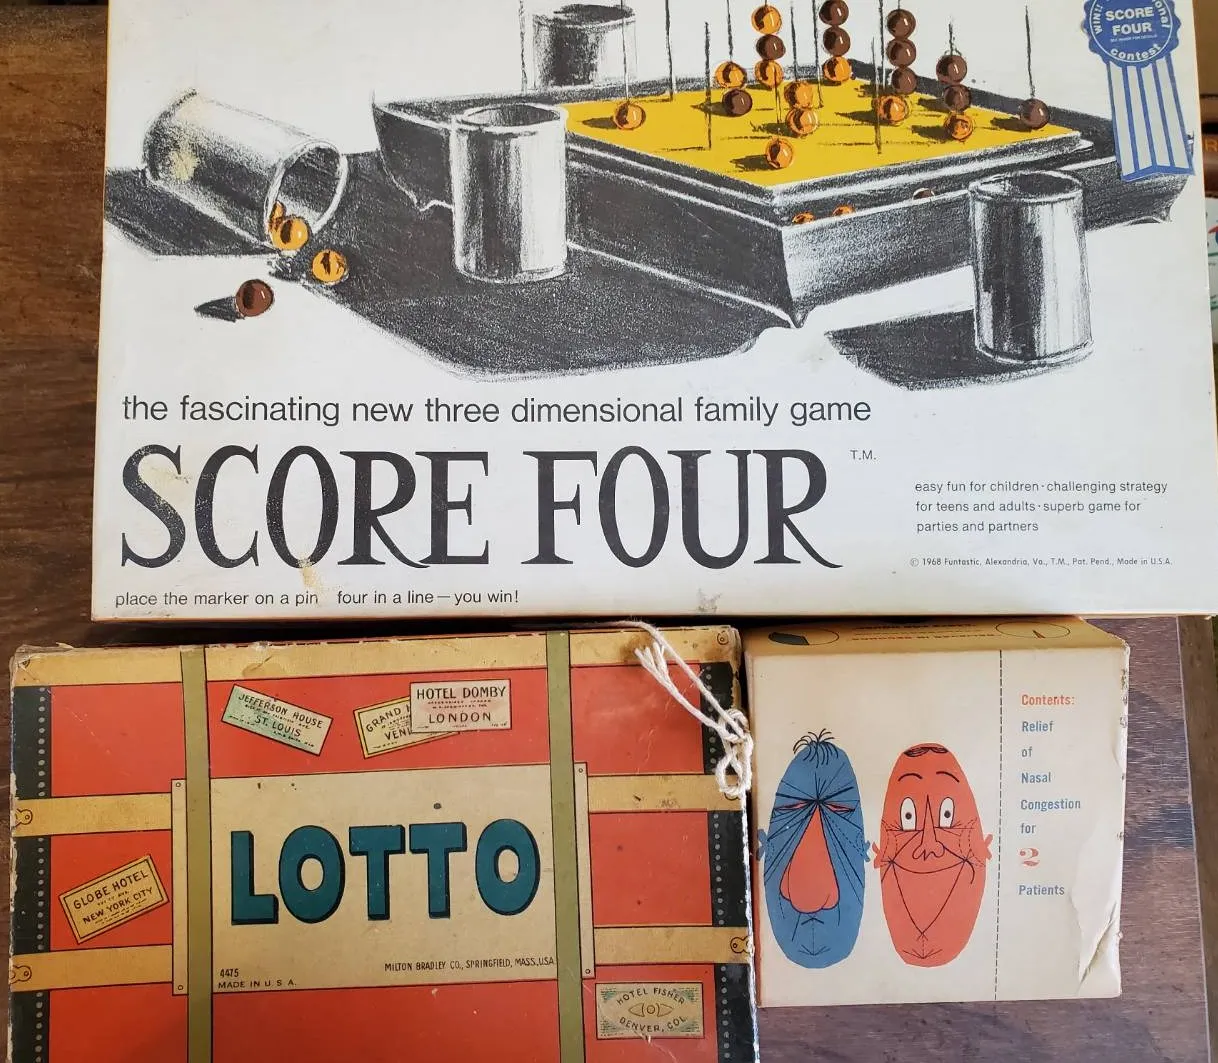 WIN!!
SCORE
FOUR
contest
the fascinating new three dimensional family game
SCORE FOUR T.M.
easy fun for children · challenging strategy
for teens and adults · superb game for
parties and partners
© 1968 Funtastic, Alexandria, Va., T.M., Pat. Pend., Made in U.S.A.
place the marker on a pin four in a line — you win!
JEFFERSON HOUSE
ST. LOUIS
GRAND
VENI
HOTEL DOMBY
LONDON
LOTTO
GLOBE HOTEL
NEW YORK CITY
4475
MADE IN U.S.A.
MILTON BRADLEY CO., SPRINGFIELD, MASS., USA
HOTEL FISHER
DENVER, COL.
Contents:
Relief
of
Nasal
Congestion
for
2
Patients